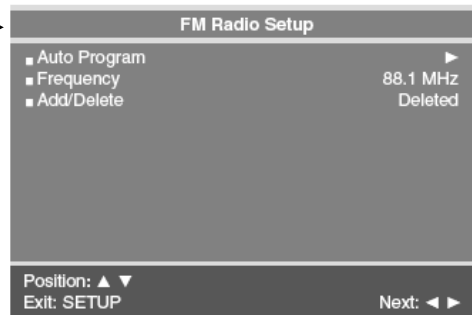 FM Radio Setup
■ Auto Program ►
■ Frequency 88.1 MHz
■ Add/Delete Deleted
Position: ▲ ▼
Exit: SETUP Next: ◄ ►